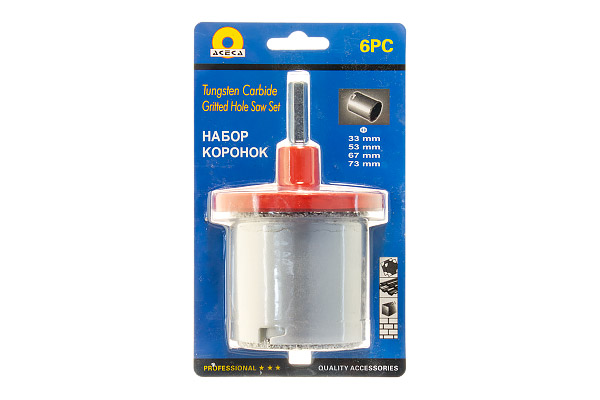 ACECA
6PC
Tungsten Carbide
Gritted Hole Saw Set
НАБОР
КОРОНОК
33 mm
53 mm
67 mm
73 mm
PROFESSIONAL ★ ★ ★
QUALITY ACCESSORIES